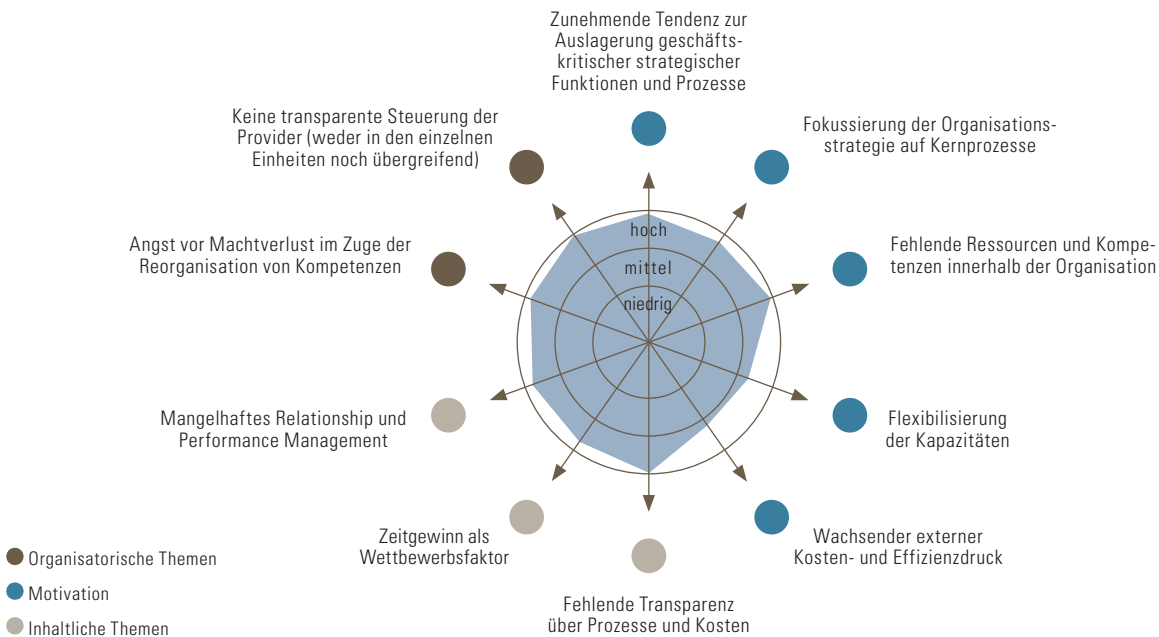 Zunehmende Tendenz zur
Auslagerung geschäfts-
kritischer strategischer
Funktionen und Prozesse
Keine transparente Steuerung der
Provider (weder in den einzelnen
Einheiten noch übergreifend)
Fokussierung der Organisations-
strategie auf Kernprozesse
Angst vor Machtverlust im Zuge der
Reorganisation von Kompetenzen
hoch
mittel
niedrig
Fehlende Ressourcen und Kompe-
tenzen innerhalb der Organisation
Mangelhaftes Relationship und
Performance Management
Flexibilisierung
der Kapazitäten
Zeitgewinn als
Wettbewerbsfaktor
Wachsender externer
Kosten- und Effizienzdruck
Fehlende Transparenz
über Prozesse und Kosten
Organisatorische Themen
Motivation
Inhaltliche Themen